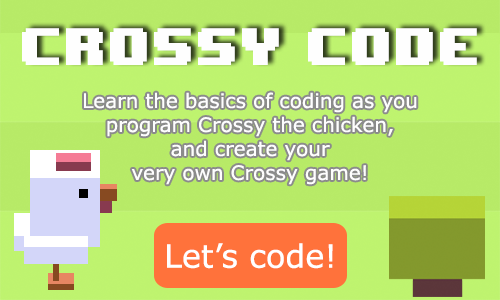 CROSSY CODE
Learn the basics of coding as you
program Crossy the chicken,
and create your
very own Crossy game!
Let's code!